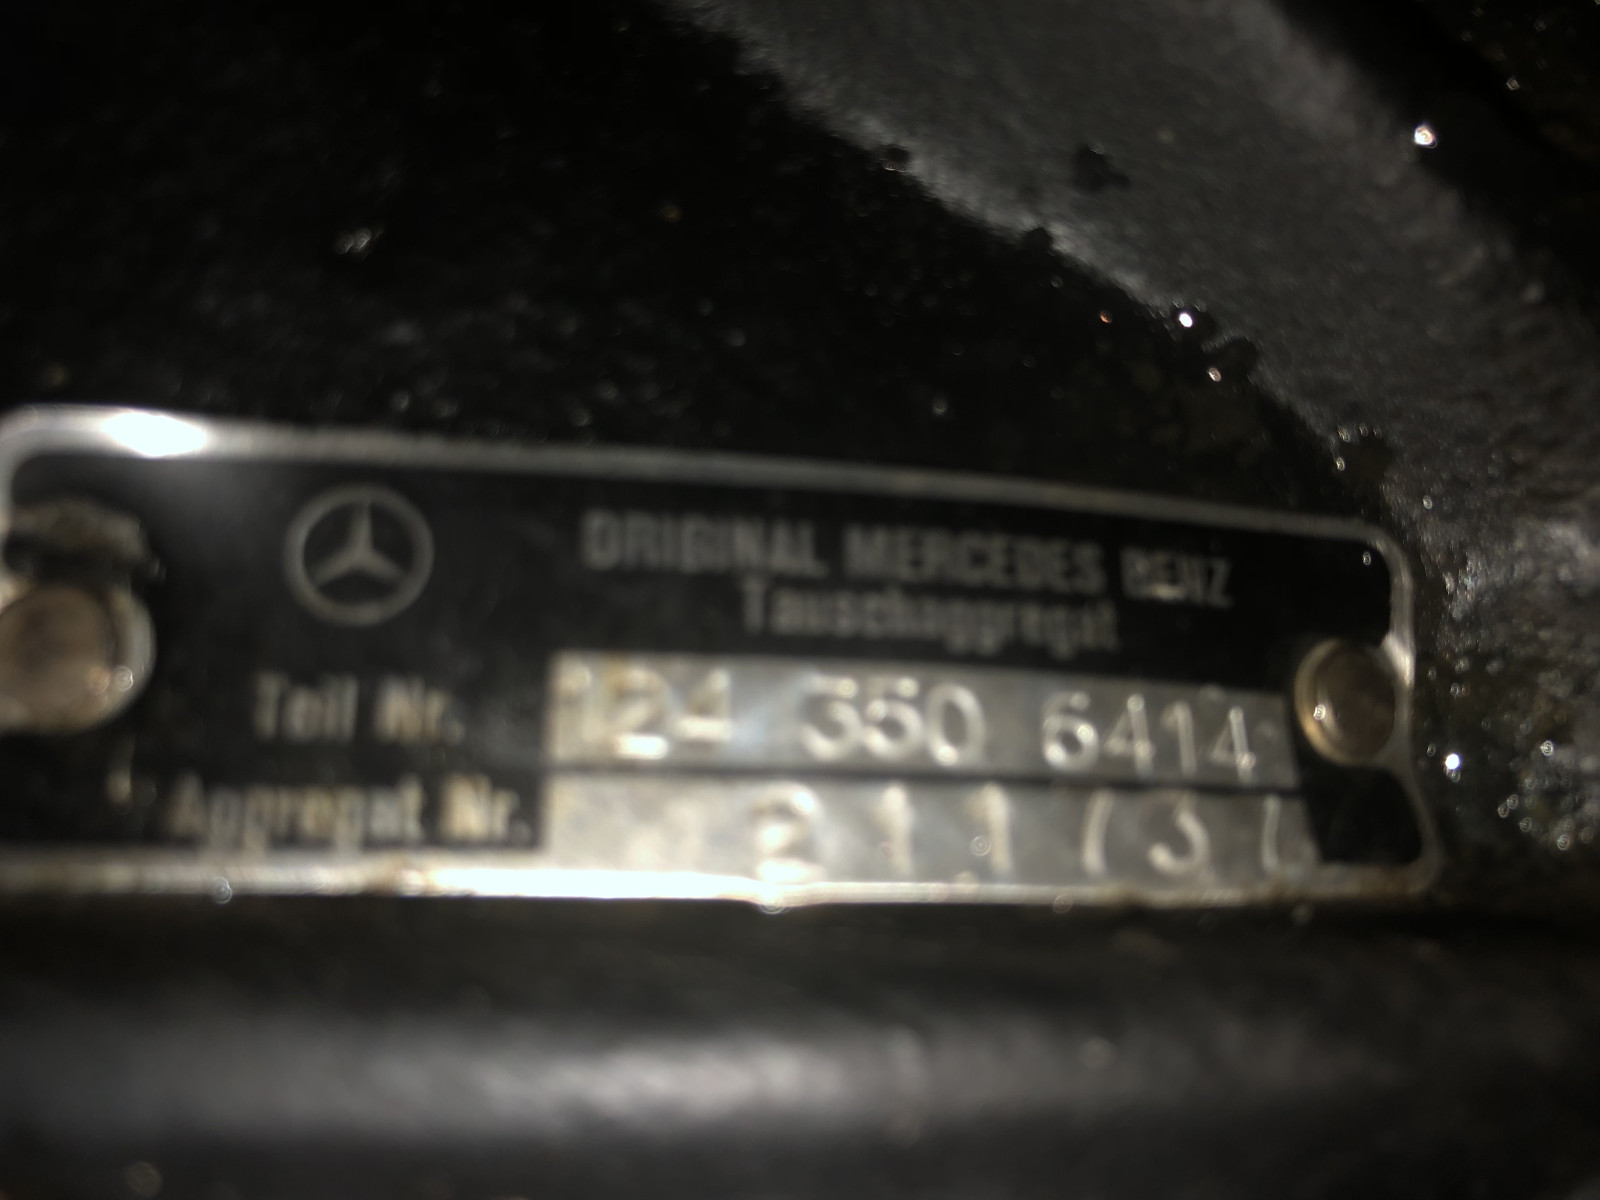 ORIGINAL MERCEDES BENZ
Tauschaggregat
Teil Nr. 124 350 6414
Aggregat Nr.